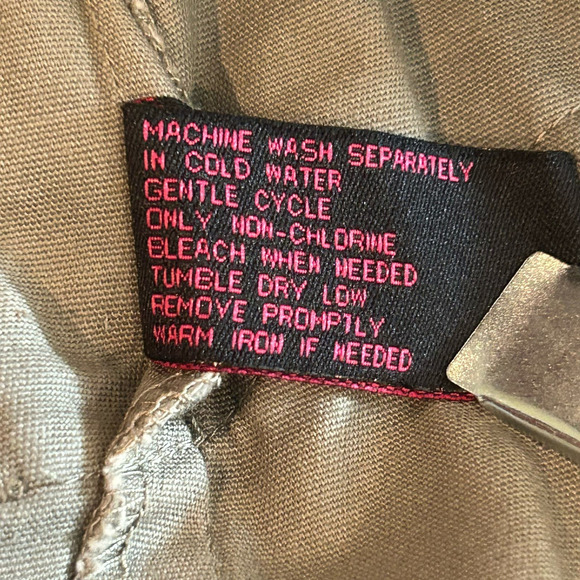 MACHINE WASH SEPARATELY
IN COLD WATER
GENTLE CYCLE
ONLY NON-CHLORINE
BLEACH WHEN NEEDED
TUMBLE DRY LOW
REMOVE PROMPTLY
WARM IRON IF NEEDED